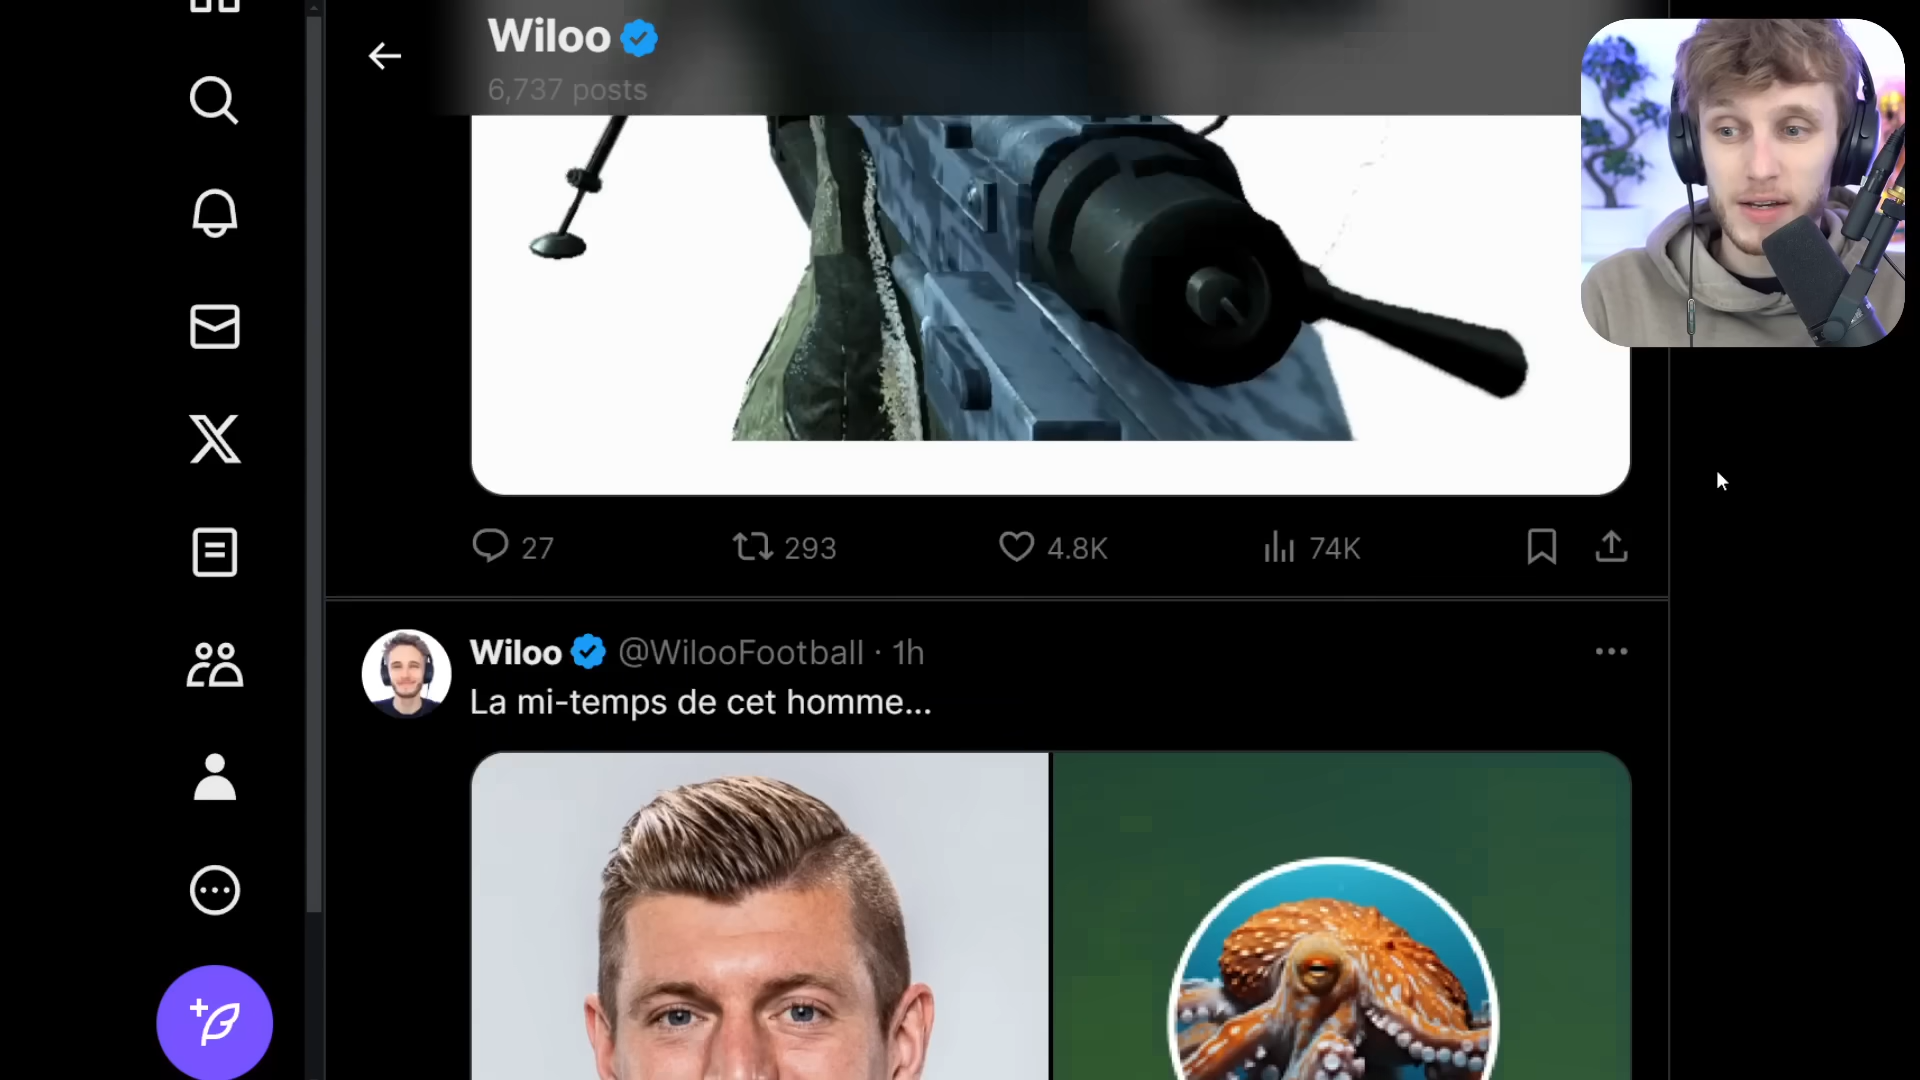 Wiloo
6,737 posts
27
293
4.8K
74K
Wiloo @WilooFootball · 1h
La mi-temps de cet homme...